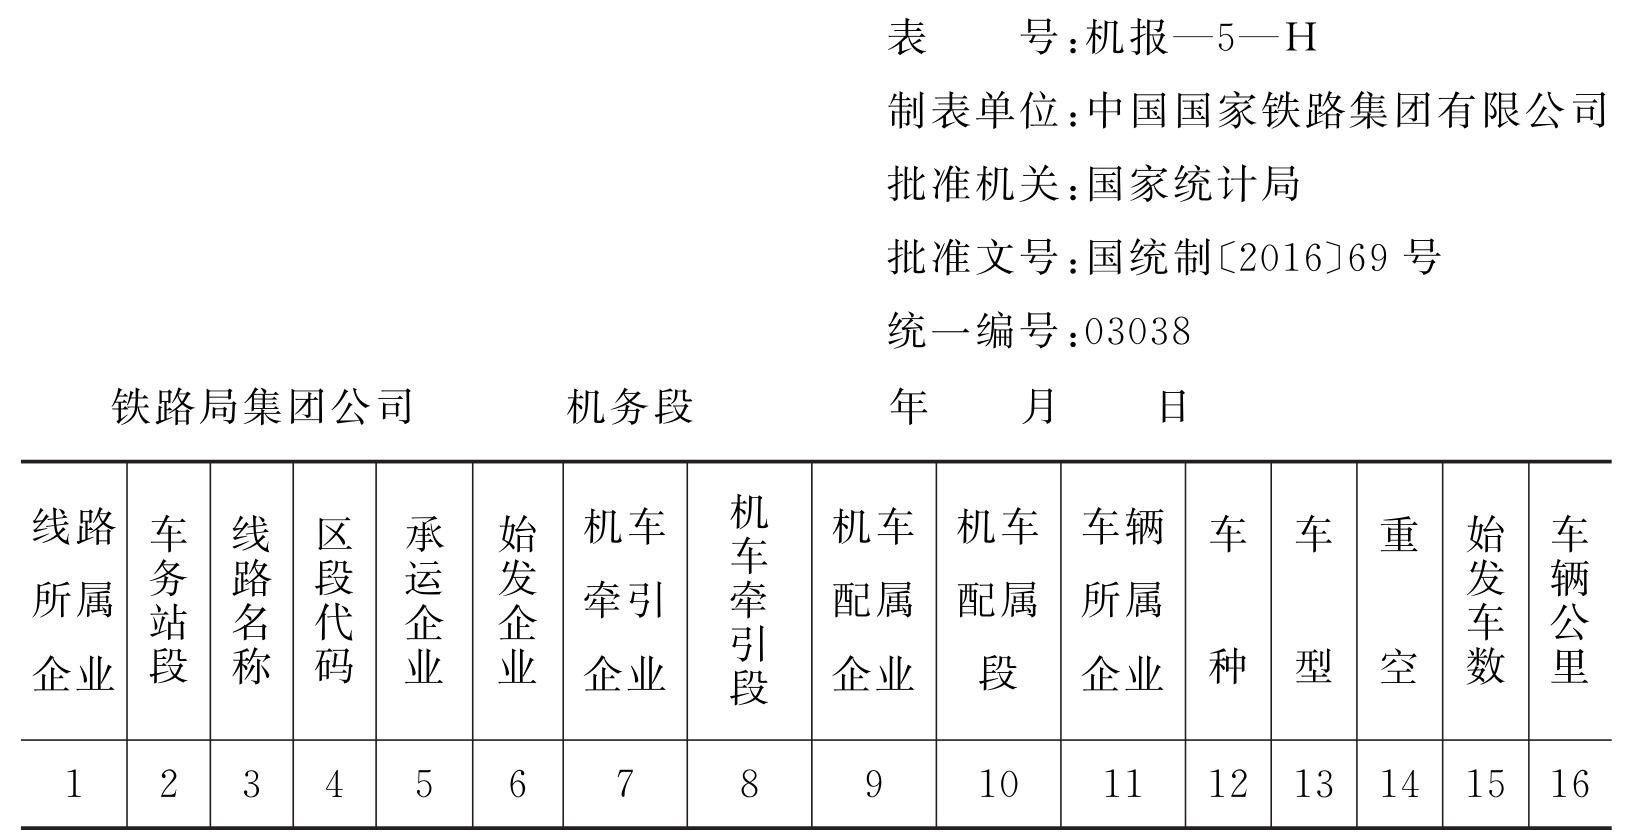 表 号:机报—5—H
制表单位:中国国家铁路集团有限公司
批准机关:国家统计局
批准文号:国统制〔2016〕69 号
统一编号:03038
铁路局集团公司 机务段 年 月 日
线路所属企业 车务站段 线路名称 区段代码 承运企业 始发企业 机车牵引企业 机车牵引段 机车配属企业 机车配属段 车辆所属企业 车种 车型 重空 始发车数 车辆公里
1 2 3 4 5 6 7 8 9 10 11 12 13 14 15 16